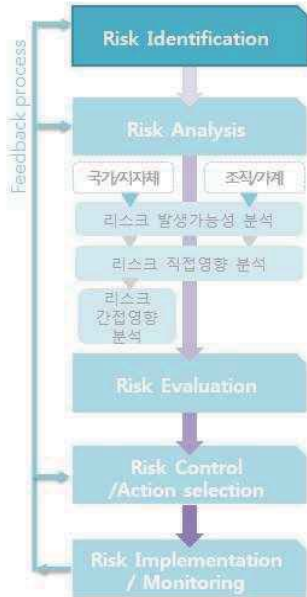 Feedback process
Risk Identification
Risk Analysis
국가/지자체
조직/가계
리스크 발생가능성 분석
리스크 직접영향 분석
리스크
간접영향
분석
Risk Evaluation
Risk Control
/Action selection
Risk Implementation
/ Monitoring